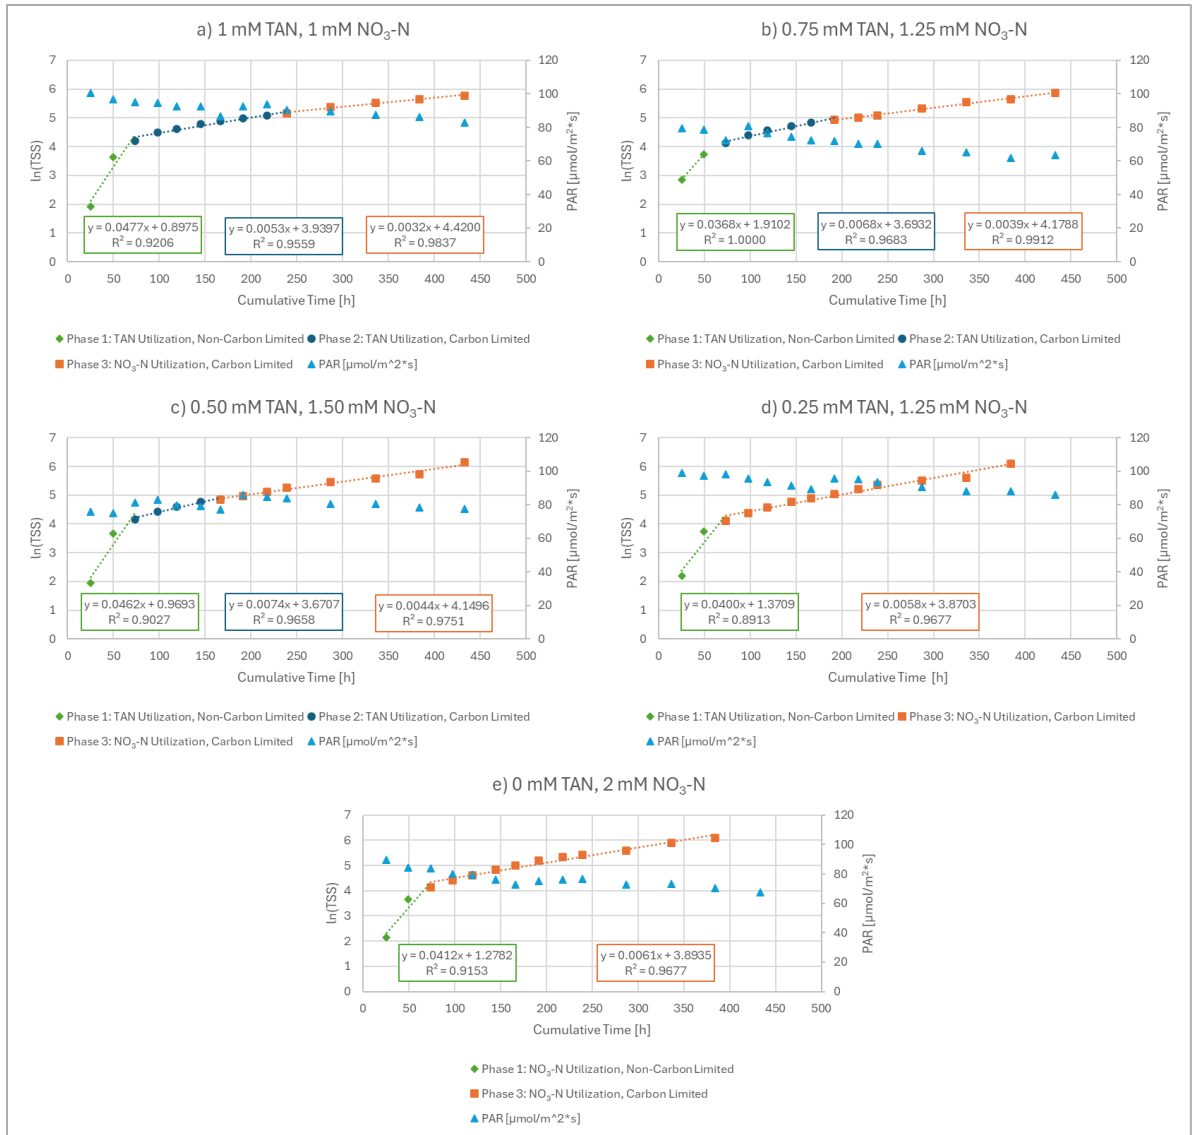 a) 1 mM TAN, 1 mM NO₃-N
7
6
5
4
3
2
1
0
ln(TSS)
120
100
80
60
40
20
0
PAR [µmol/m²*s]
y = 0.0477x + 0.8975
R² = 0.9206
y = 0.0053x + 3.9397
R² = 0.9559
y = 0.0032x + 4.4200
R² = 0.9837
0 50 100 150 200 250 300 350 400 450 500
Cumulative Time [h]
Phase 1: TAN Utilization, Non-Carbon Limited Phase 2: TAN Utilization, Carbon Limited
Phase 3: NO₃-N Utilization, Carbon Limited PAR [µmol/m^2*s]
b) 0.75 mM TAN, 1.25 mM NO₃-N
7
6
5
4
3
2
1
0
ln(TSS)
120
100
80
60
40
20
0
PAR [µmol/m²*s]
y = 0.0368x + 1.9102
R² = 1.0000
y = 0.0068x + 3.6932
R² = 0.9683
y = 0.0039x + 4.1788
R² = 0.9912
0 50 100 150 200 250 300 350 400 450 500
Cumulative Time [h]
Phase 1: TAN Utilization, Non-Carbon Limited Phase 2: TAN Utilization, Carbon Limited
Phase 3: NO₃-N Utilization, Carbon Limited PAR [µmol/m^2*s]
c) 0.50 mM TAN, 1.50 mM NO₃-N
7
6
5
4
3
2
1
0
ln(TSS)
120
100
80
60
40
20
0
PAR [µmol/m²*s]
y = 0.0462x + 0.9693
R² = 0.9027
y = 0.0074x + 3.6707
R² = 0.9658
y = 0.0044x + 4.1496
R² = 0.9751
0 50 100 150 200 250 300 350 400 450 500
Cumulative Time [h]
Phase 1: TAN Utilization, Non-Carbon Limited Phase 2: TAN Utilization, Carbon Limited
Phase 3: NO₃-N Utilization, Carbon Limited PAR [µmol/m^2*s]
d) 0.25 mM TAN, 1.25 mM NO₃-N
7
6
5
4
3
2
1
0
ln(TSS)
120
100
80
60
40
20
0
PAR [µmol/m²*s]
y = 0.0400x + 1.3709
R² = 0.8913
y = 0.0058x + 3.8703
R² = 0.9677
0 50 100 150 200 250 300 350 400 450 500
Cumulative Time [h]
Phase 1: TAN Utilization, Non-Carbon Limited Phase 3: NO₃-N Utilization, Carbon Limited
PAR [µmol/m^2*s]
e) 0 mM TAN, 2 mM NO₃-N
7
6
5
4
3
2
1
0
ln(TSS)
120
100
80
60
40
20
0
PAR [µmol/m²*s]
y = 0.0412x + 1.2782
R² = 0.9153
y = 0.0061x + 3.8935
R² = 0.9677
0 50 100 150 200 250 300 350 400 450 500
Cumulative Time [h]
Phase 1: NO₃-N Utilization, Non-Carbon Limited
Phase 3: NO₃-N Utilization, Carbon Limited
PAR [µmol/m^2*s]